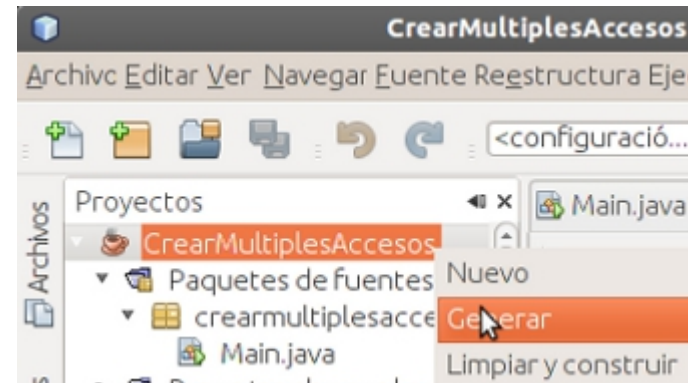 CrearMultiplesAccesos
Archivo Editar Ver Navegar Fuente Reestructura Eje
<configuració...
Archivos
Proyectos
Main.java
CrearMultiplesAccesos
Paquetes de fuentes
Nuevo
crearmultiplesacce
Generar
Main.java
Limpiar y construir